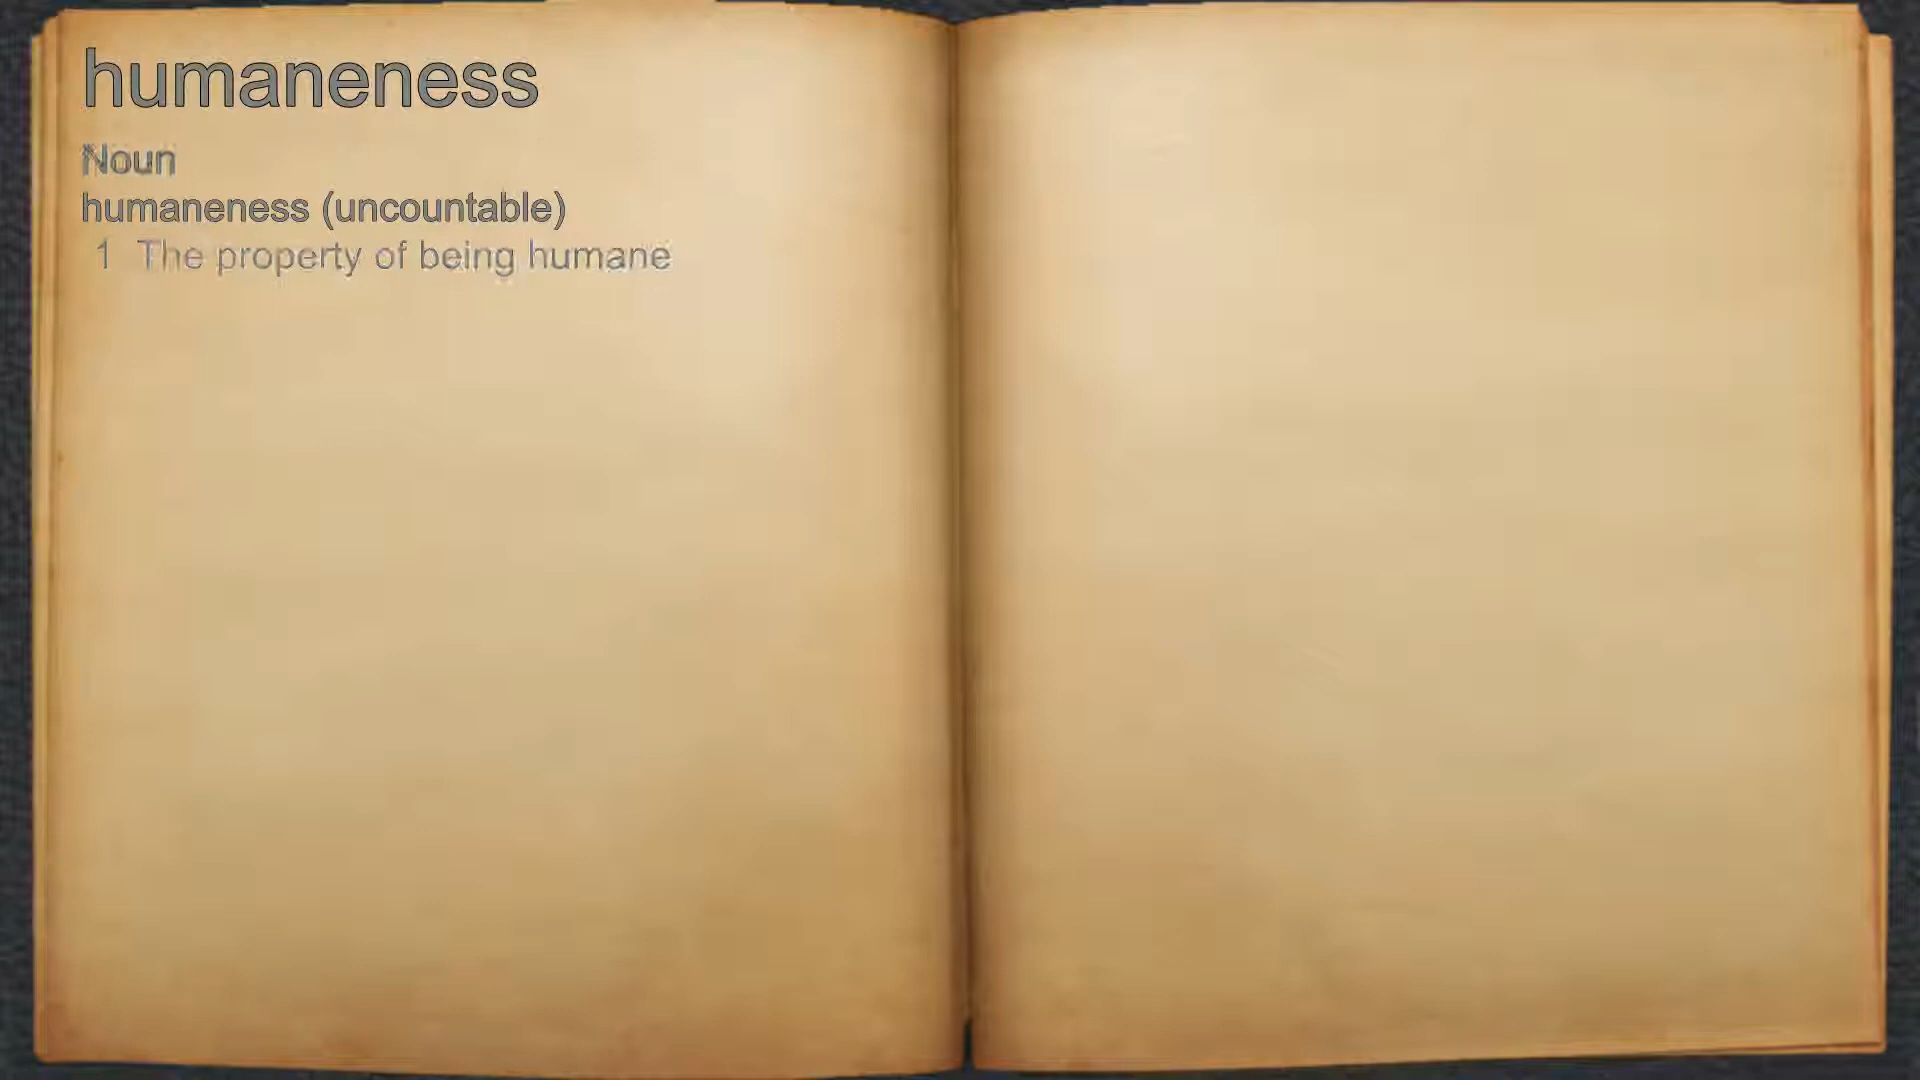 humaneness
Noun
humaneness (uncountable)
1 The property of being humane